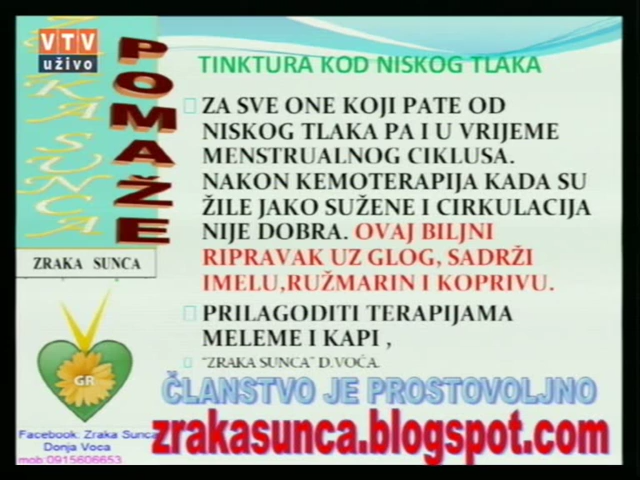 VTV
uživo
ZRAKA SUNCA
POMAŽE
ZRAKA SUNCA
GR
Facebook: Zraka Sunca
Donja Voca
mob:0915606653
TINKTURA KOD NISKOG TLAKA
ZA SVE ONE KOJI PATE OD
NISKOG TLAKA PA I U VRIJEME
MENSTRUALNOG CIKLUSA.
NAKON KEMOTERAPIJA KADA SU
ŽILE JAKO SUŽENE I CIRKULACIJA
NIJE DOBRA. OVAJ BILJNI
RIPRAVAK UZ GLOG, SADRŽI
IMELU,RUŽMARIN I KOPRIVU.
PRILAGODITI TERAPIJAMA
MELEME I KAPI ,
"ZRAKA SUNCA" D.VOĆA.
ČLANSTVO JE PROSTOVOLJNO
zrakasunca.blogspot.com